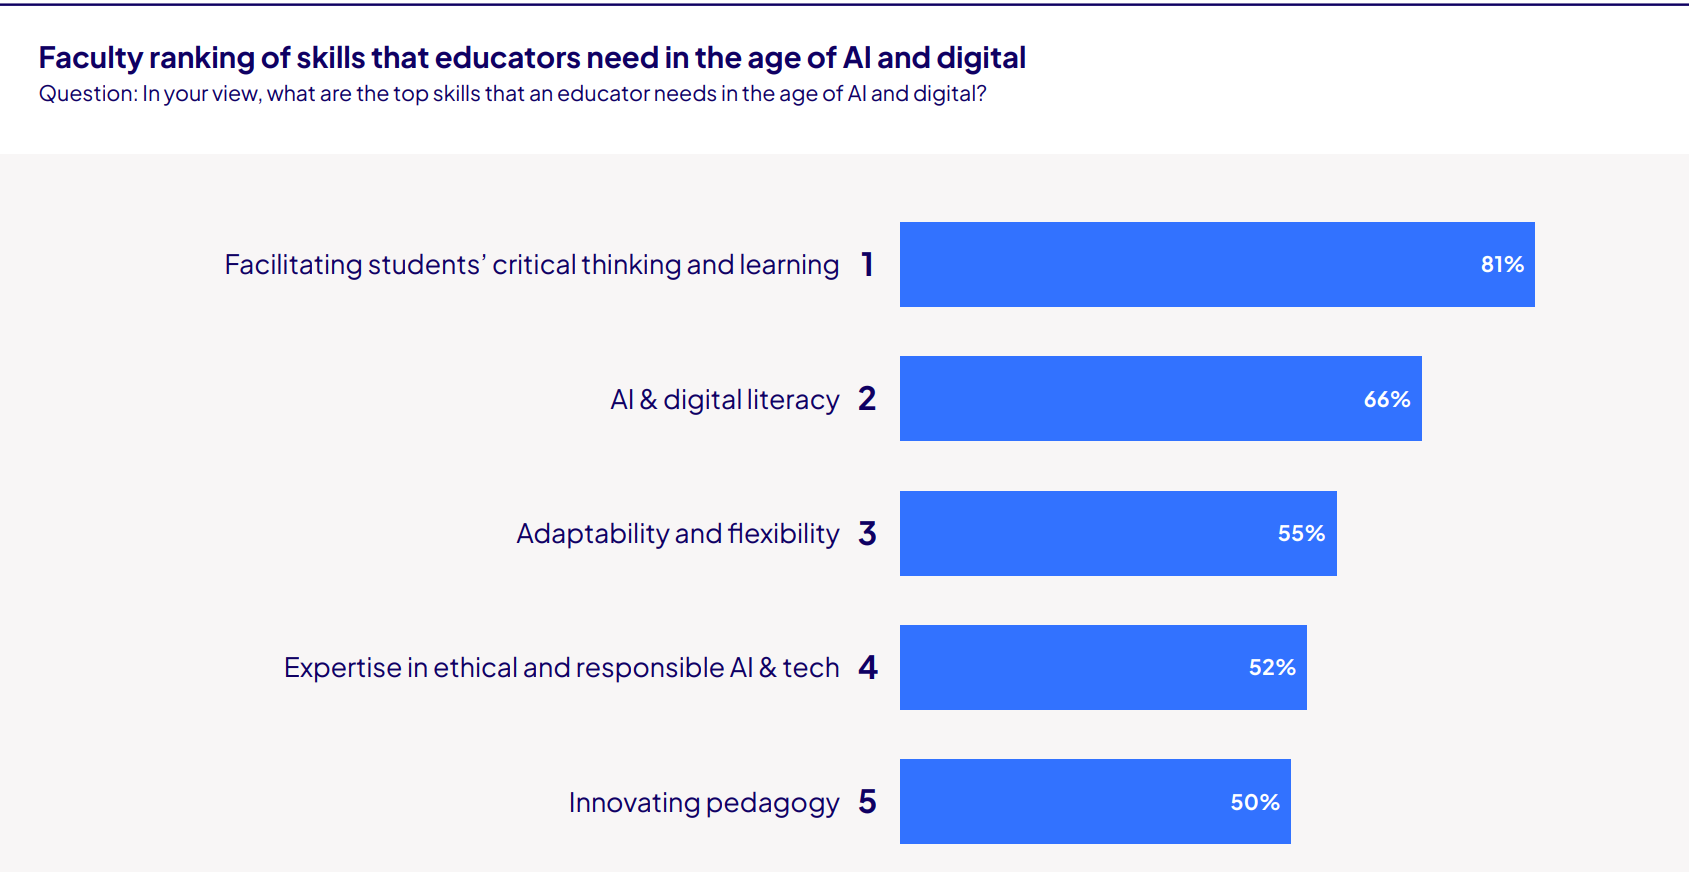 Faculty ranking of skills that educators need in the age of AI and digital
Question: In your view, what are the top skills that an educator needs in the age of AI and digital?
Facilitating students’ critical thinking and learning 1 81%
AI & digital literacy 2 66%
Adaptability and flexibility 3 55%
Expertise in ethical and responsible AI & tech 4 52%
Innovating pedagogy 5 50%